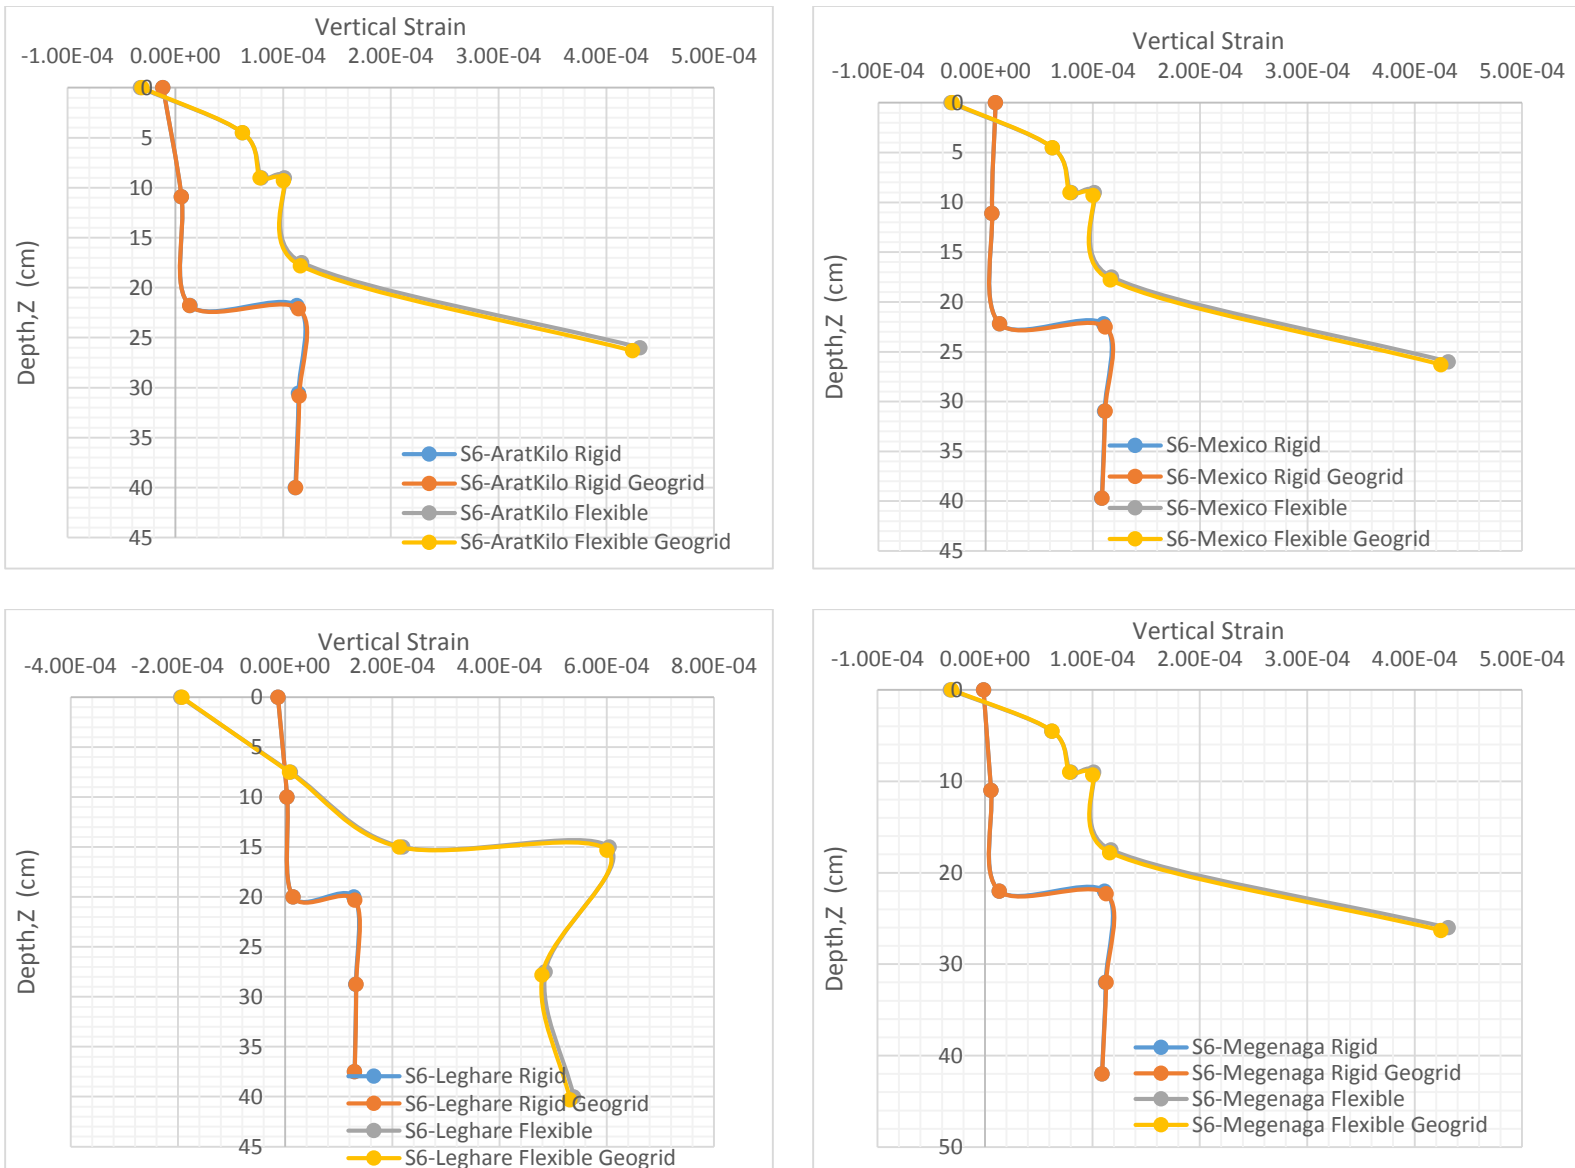 Vertical Strain
-1.00E-04 0.00E+00 1.00E-04 2.00E-04 3.00E-04 4.00E-04 5.00E-04
0
5
10
15
20
25
30
35
40
45
Depth,Z (cm)
S6-AratKilo Rigid
S6-AratKilo Rigid Geogrid
S6-AratKilo Flexible
S6-AratKilo Flexible Geogrid
Vertical Strain
-1.00E-04 0.00E+00 1.00E-04 2.00E-04 3.00E-04 4.00E-04 5.00E-04
0
5
10
15
20
25
30
35
40
45
Depth,Z (cm)
S6-Mexico Rigid
S6-Mexico Rigid Geogrid
S6-Mexico Flexible
S6-Mexico Flexible Geogrid
Vertical Strain
-4.00E-04 -2.00E-04 0.00E+00 2.00E-04 4.00E-04 6.00E-04 8.00E-04
0
5
10
15
20
25
30
35
40
45
Depth,Z (cm)
S6-Leghare Rigid
S6-Leghare Rigid Geogrid
S6-Leghare Flexible
S6-Leghare Flexible Geogrid
Vertical Strain
-1.00E-04 0.00E+00 1.00E-04 2.00E-04 3.00E-04 4.00E-04 5.00E-04
0
10
20
30
40
50
Depth,Z (cm)
S6-Megenaga Rigid
S6-Megenaga Rigid Geogrid
S6-Megenaga Flexible
S6-Megenaga Flexible Geogrid